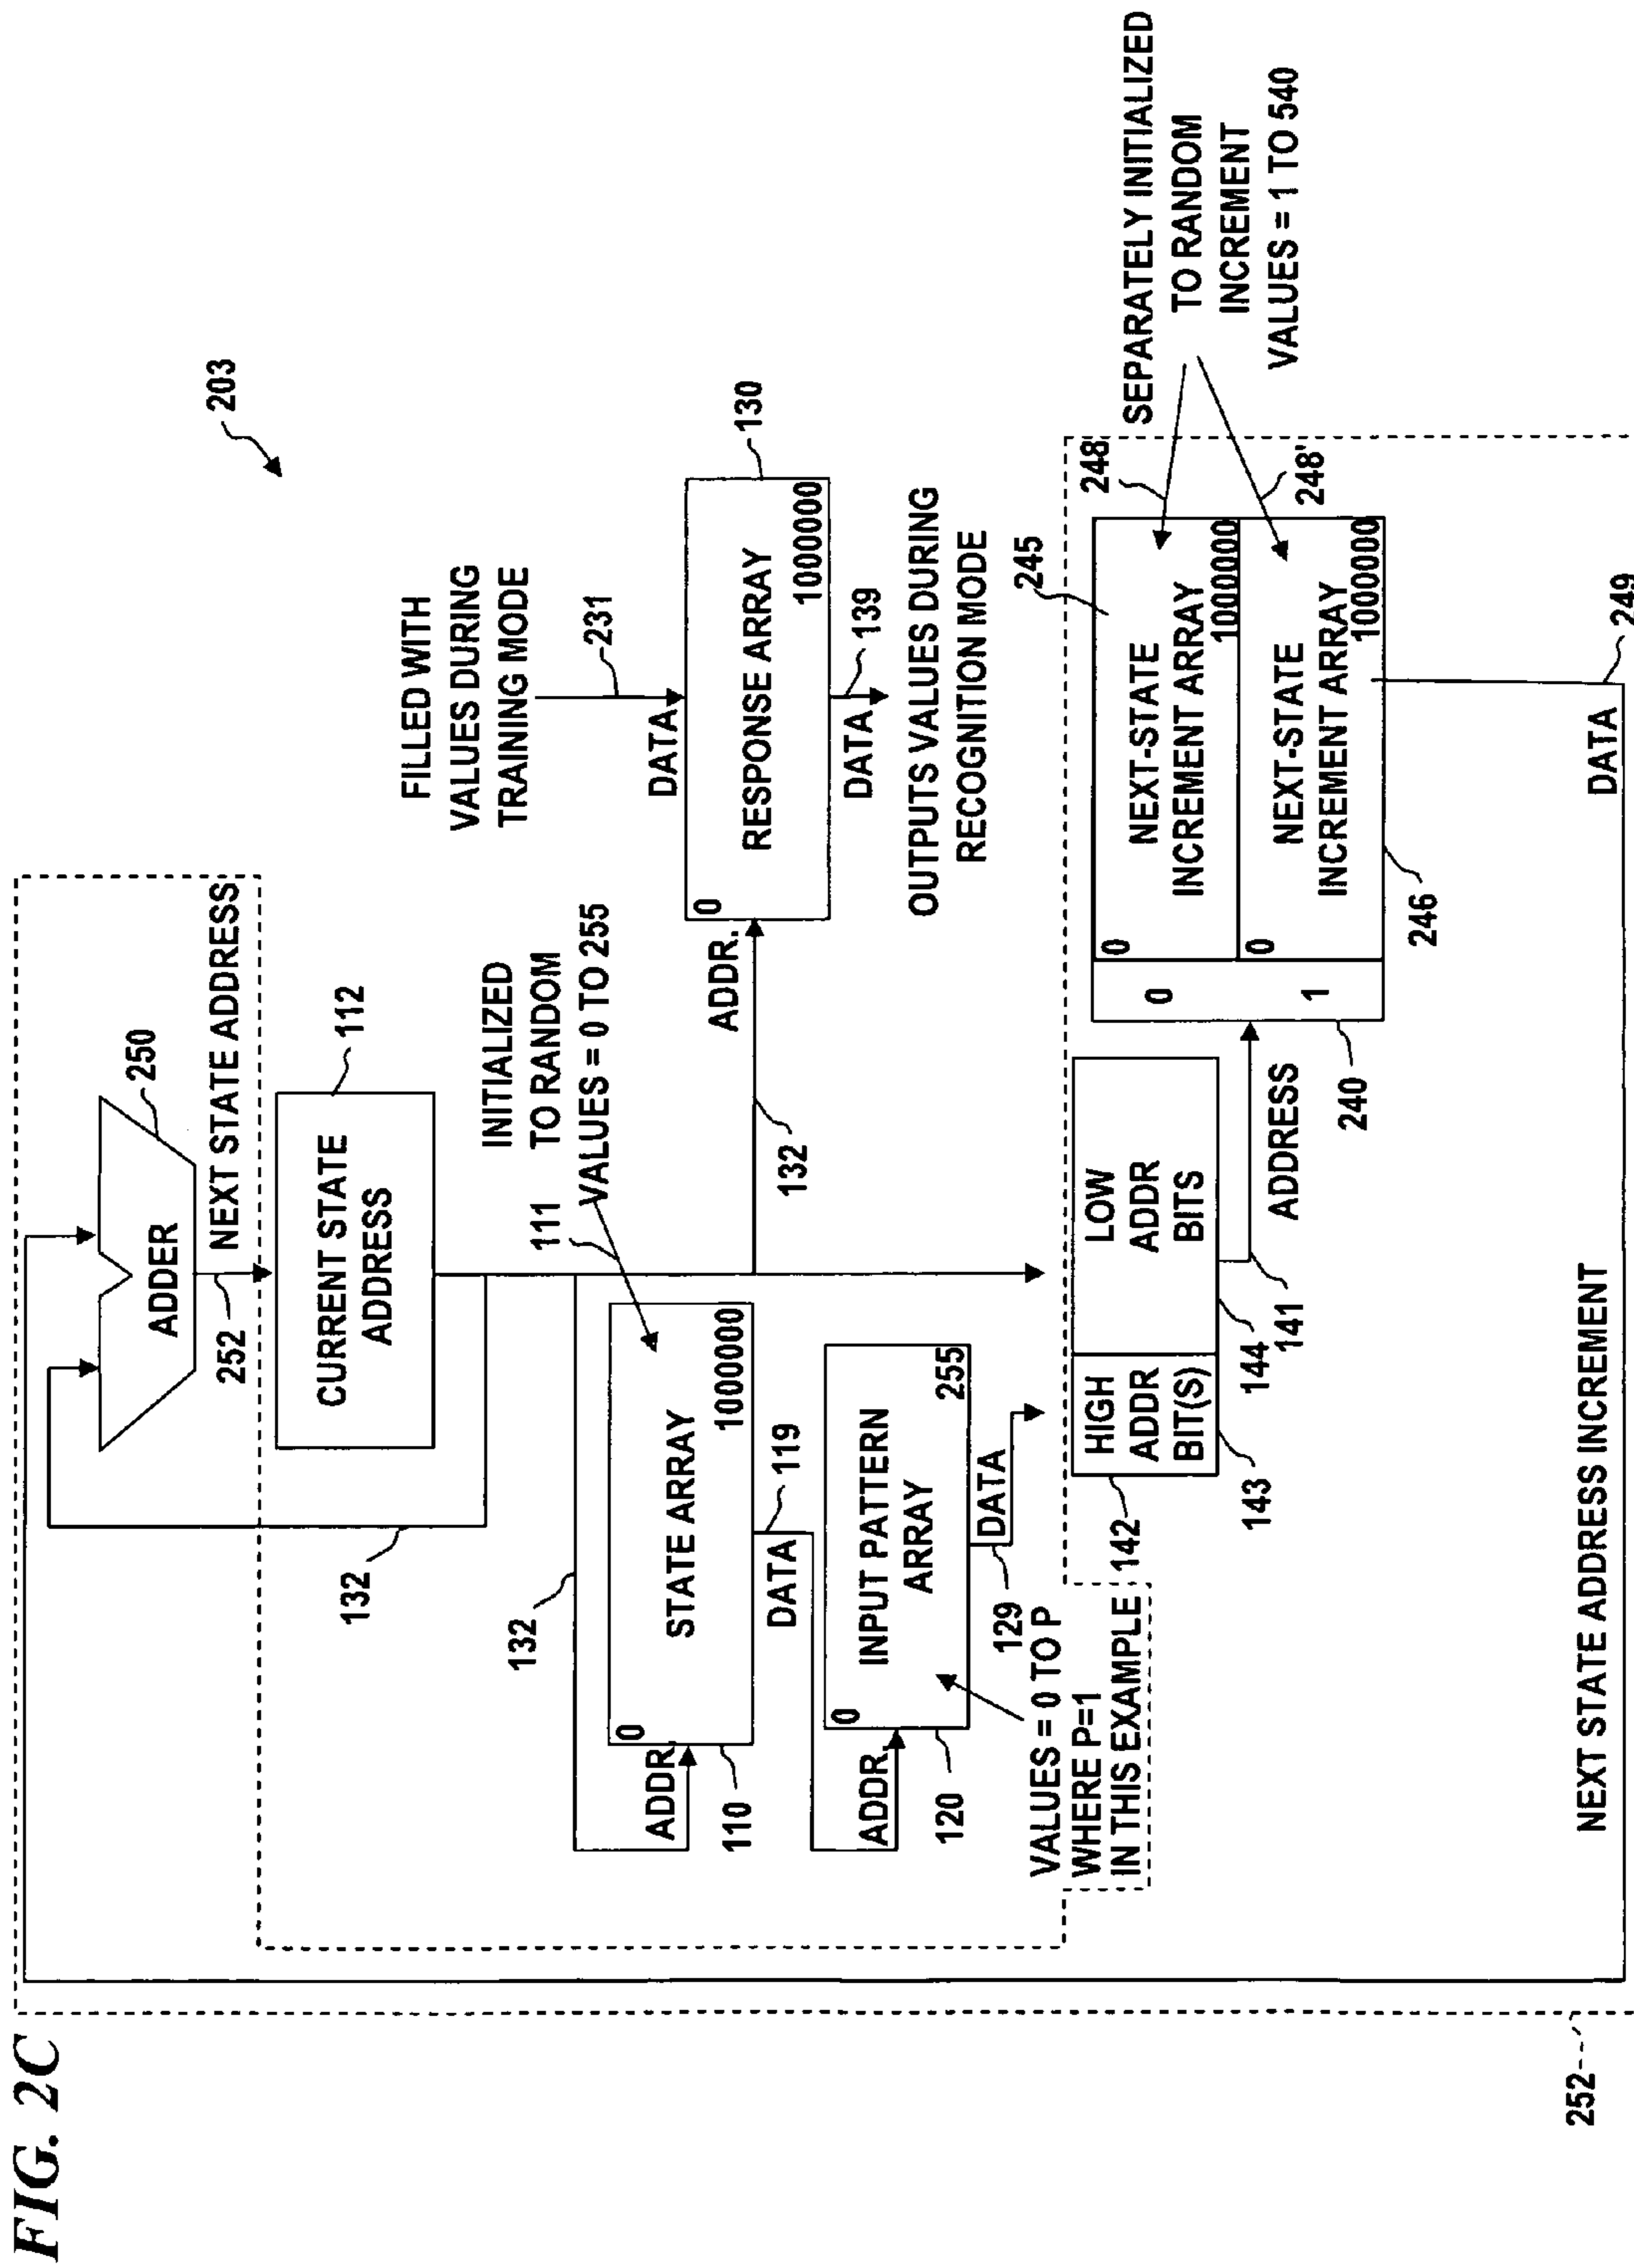 FIG. 2C
203
ADDER
250
252
NEXT STATE ADDRESS
CURRENT STATE
ADDRESS
112
132
FILLED WITH
VALUES DURING
TRAINING MODE
231
DATA
INITIALIZED
TO RANDOM
VALUES = 0 TO 255
111
132
ADDR.
0
STATE ARRAY
1000000
110
DATA
119
132
ADDR.
0
RESPONSE ARRAY
1000000
130
DATA
139
OUTPUTS VALUES DURING
RECOGNITION MODE
ADDR.
0
INPUT PATTERN
ARRAY
255
120
DATA
129
VALUES = 0 TO P
WHERE P=1
IN THIS EXAMPLE
142
HIGH
ADDR
BIT(S)
143
LOW
ADDR
BITS
144
141
ADDRESS
240
0
1
0
NEXT-STATE
INCREMENT ARRAY
1000000
245
248
0
NEXT-STATE
INCREMENT ARRAY
1000000
246
248'
SEPARATELY INITIALIZED
TO RANDOM
INCREMENT
VALUES = 1 TO 540
DATA
249
NEXT STATE ADDRESS INCREMENT
252